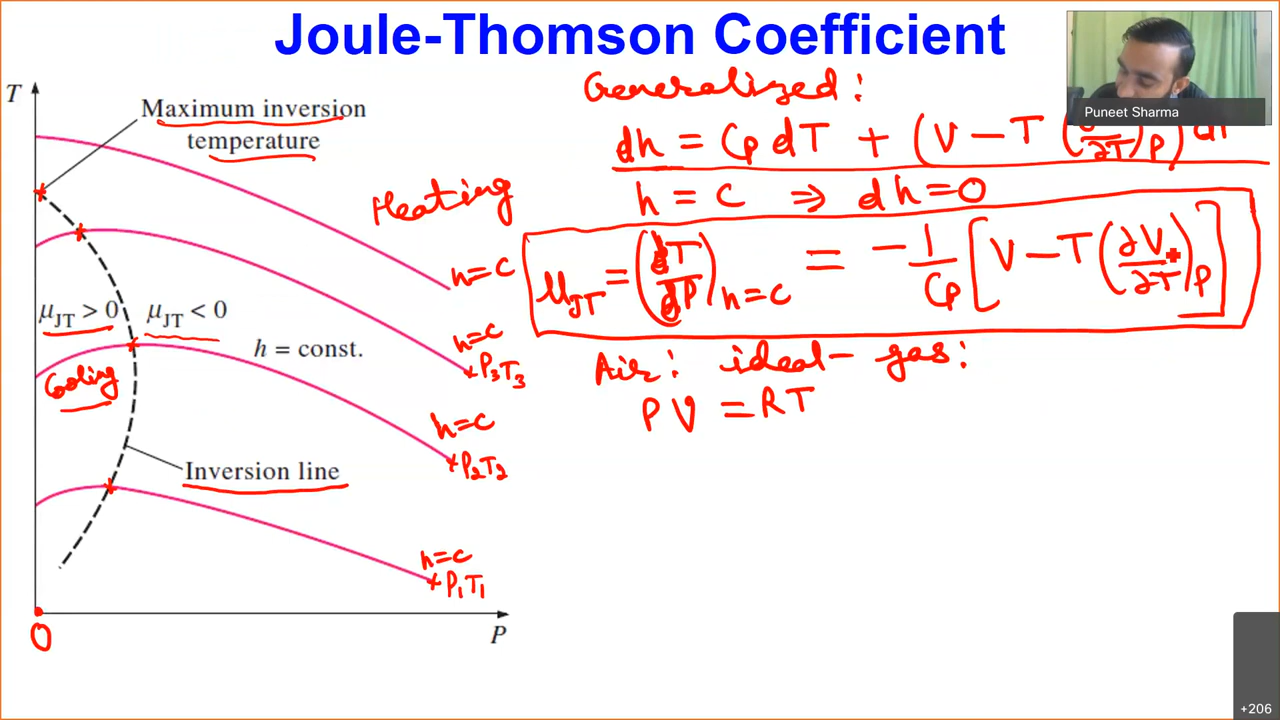 Joule-Thomson Coefficient
Puneet Sharma
T
Maximum inversion
temperature
Heating
h=C
μJT > 0
μJT < 0
Cooling
h = const.
h=C
P3T3
h=C
P2T2
Inversion line
h=C
P1T1
O
P
Generalized:
dh = CP dT + (V - T (∂/∂T)P)
h = C ⇒ dh = 0
μJT = (dT/dP)h=C = -1/CP [V - T (∂V/∂T)P]
Air: ideal-gas:
PV = RT
+206